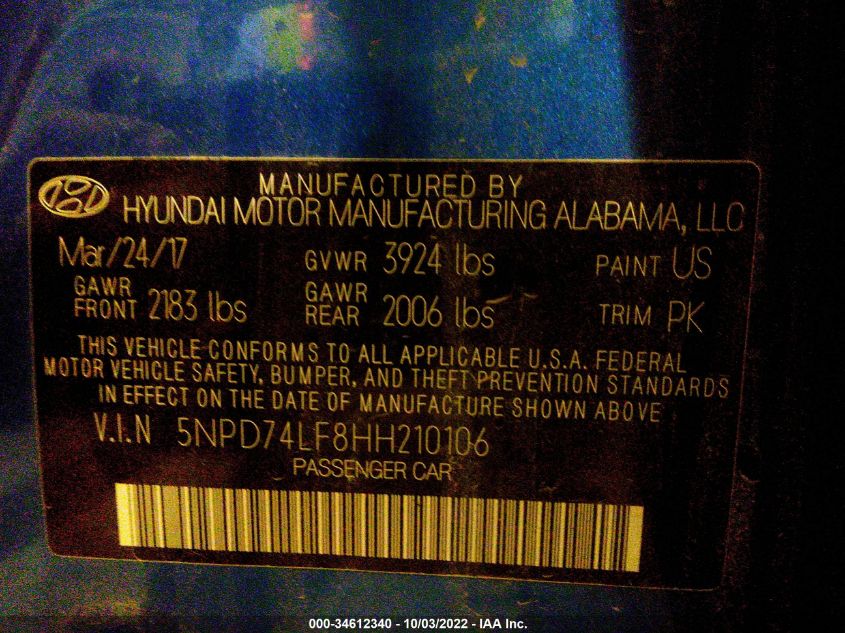 MANUFACTURED BY
HYUNDAI MOTOR MANUFACTURING ALABAMA, LLC
Mar/24/17 GVWR 3924 lbs PAINT US
GAWR FRONT 2183 lbs GAWR REAR 2006 lbs TRIM PK
THIS VEHICLE CONFORMS TO ALL APPLICABLE U.S.A. FEDERAL
MOTOR VEHICLE SAFETY, BUMPER, AND THEFT PREVENTION STANDARDS
IN EFFECT ON THE DATE OF MANUFACTURE SHOWN ABOVE
V.I.N 5NPD74LF8HH210106
PASSENGER CAR
000-34612340 - 10/03/2022 - IAA Inc.